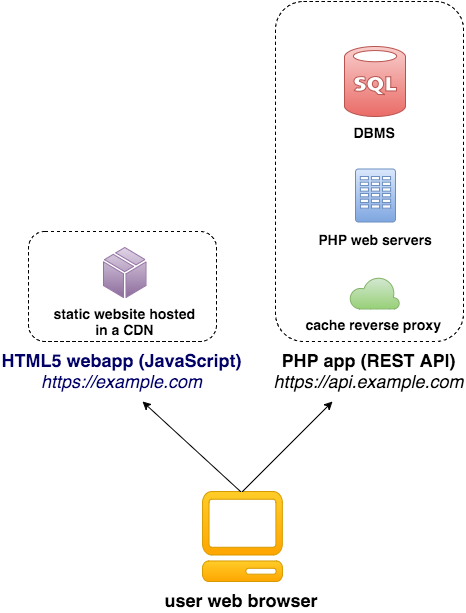 SQL
DBMS
PHP web servers
static website hosted
in a CDN
cache reverse proxy
HTML5 webapp (JavaScript)
https://example.com
PHP app (REST API)
https://api.example.com
user web browser